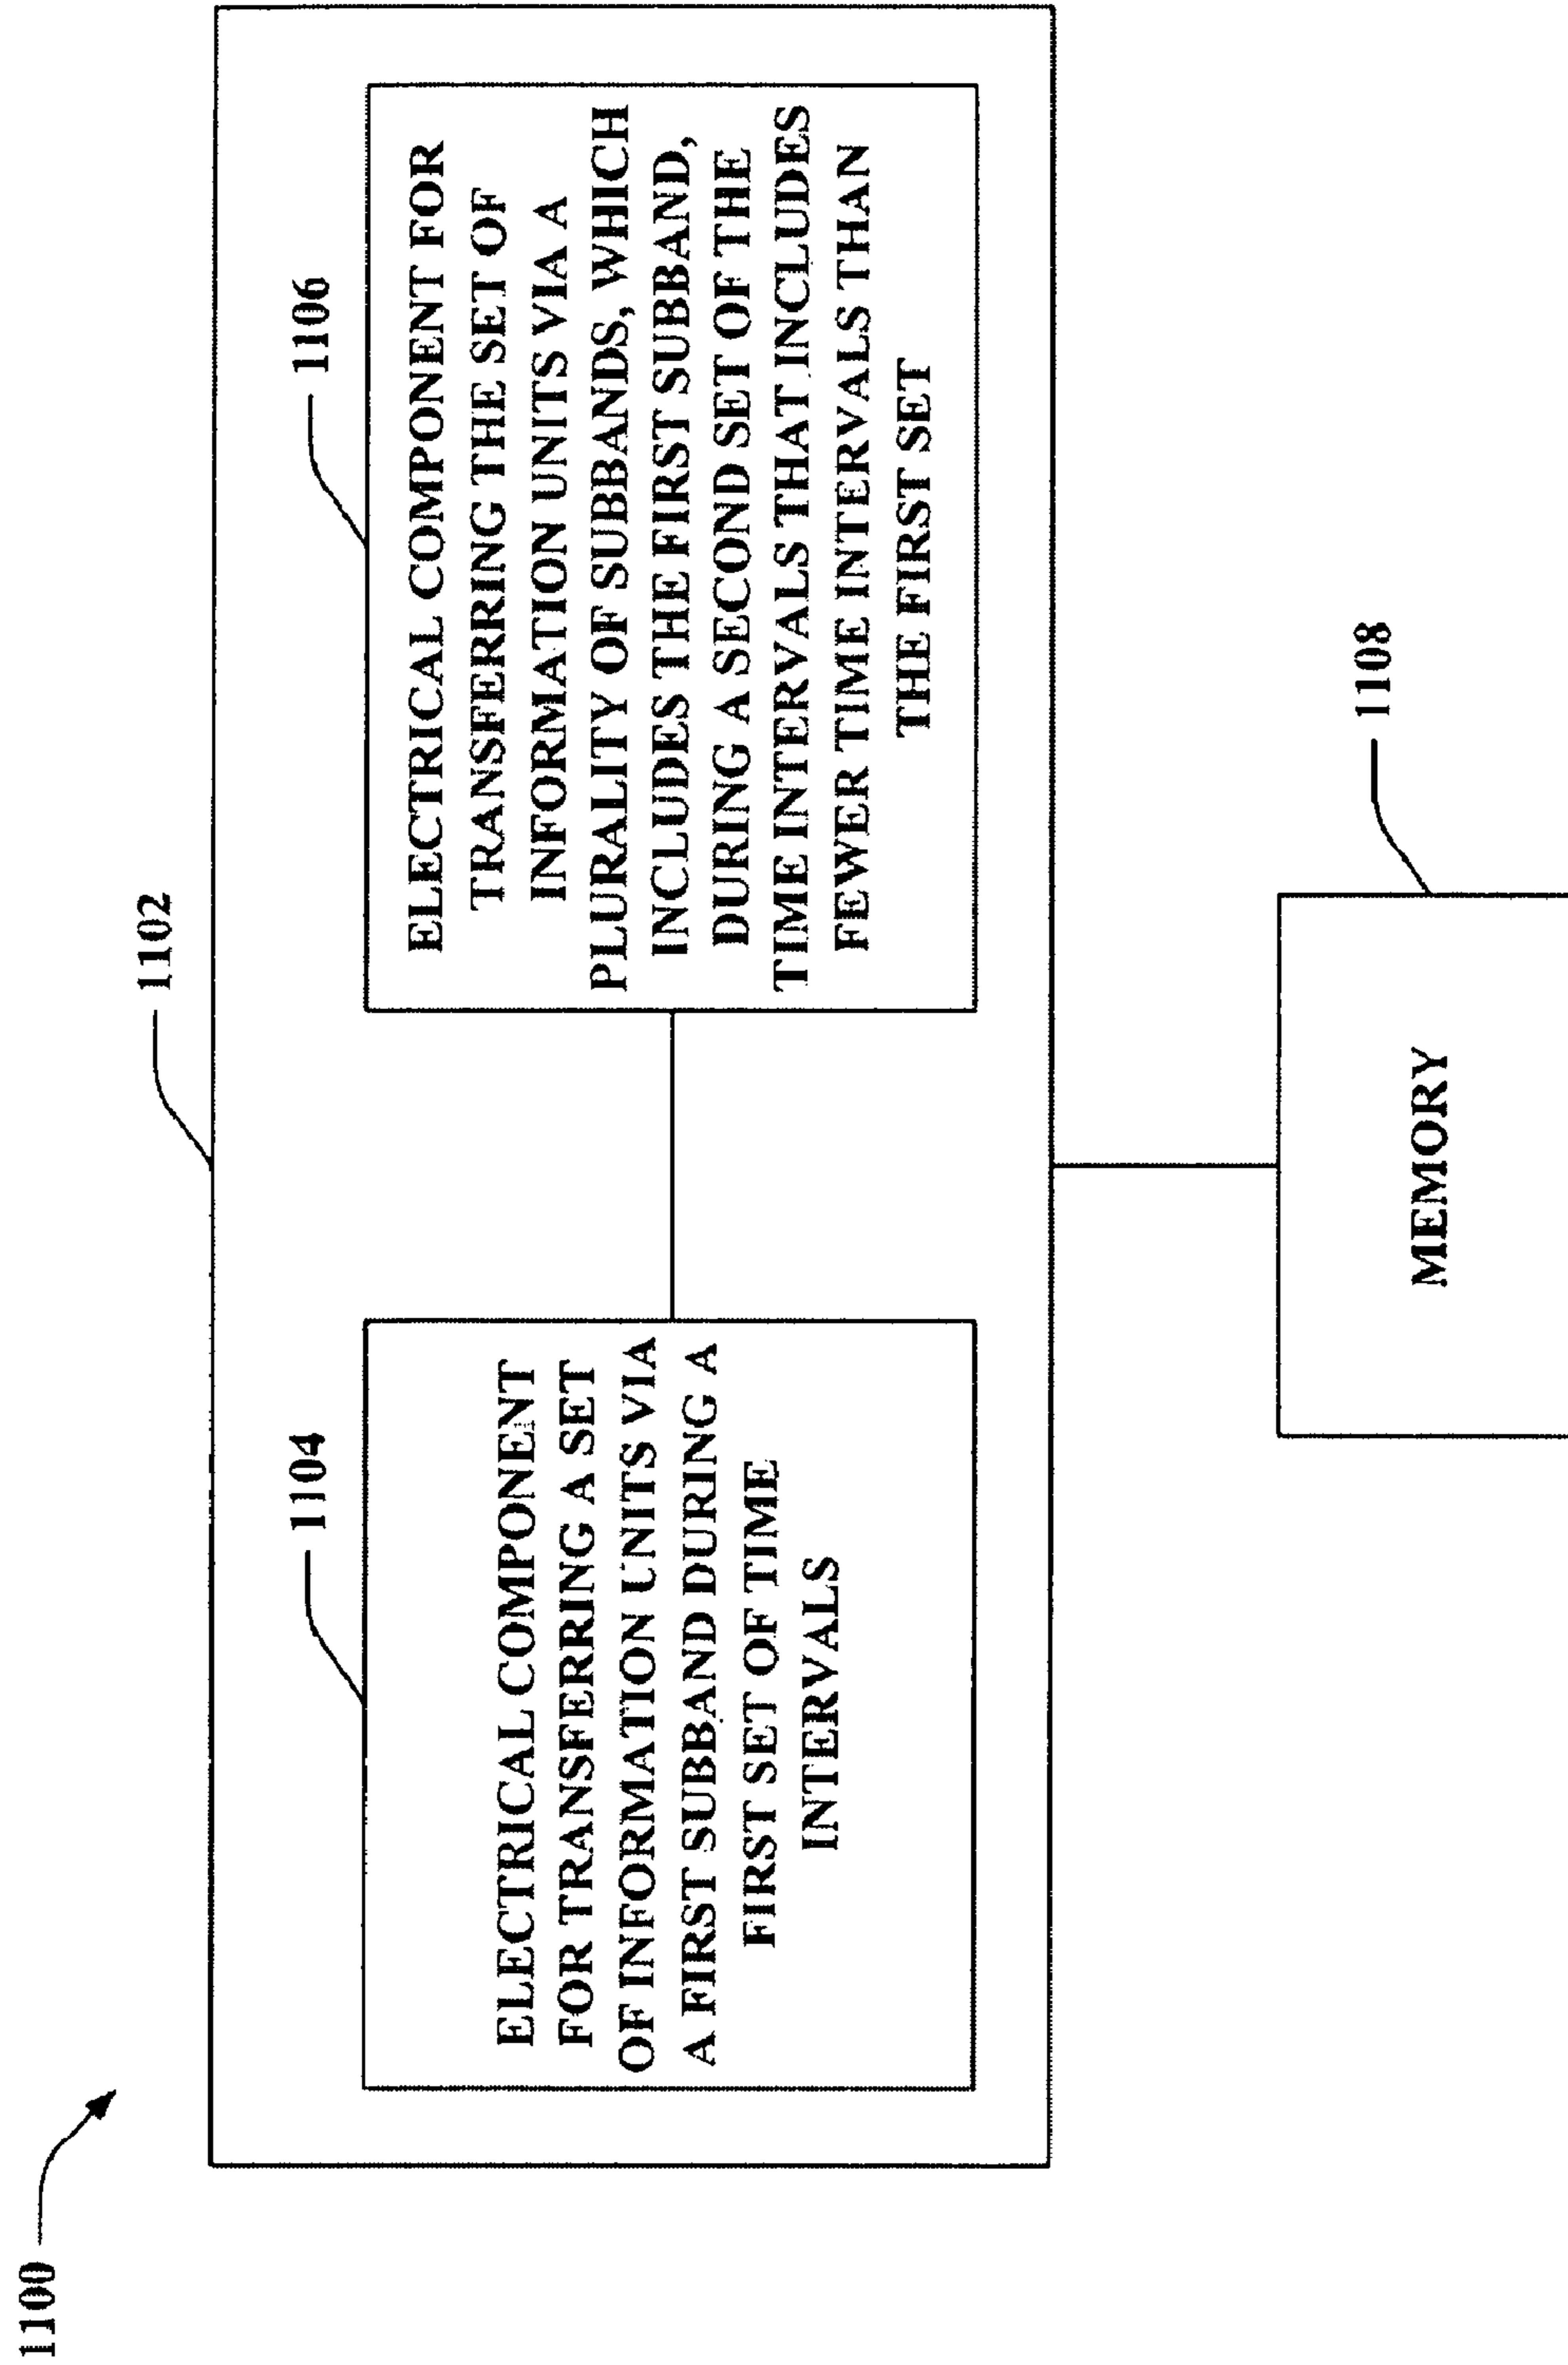 1100
1102
1104
ELECTRICAL COMPONENT
FOR TRANSFERRING A SET
OF INFORMATION UNITS VIA
A FIRST SUBBAND DURING A
FIRST SET OF TIME
INTERVALS
1106
ELECTRICAL COMPONENT FOR
TRANSFERRING THE SET OF
INFORMATION UNITS VIA A
PLURALITY OF SUBBANDS, WHICH
INCLUDES THE FIRST SUBBAND,
DURING A SECOND SET OF THE
TIME INTERVALS THAT INCLUDES
FEWER TIME INTERVALS THAN
THE FIRST SET
1108
MEMORY